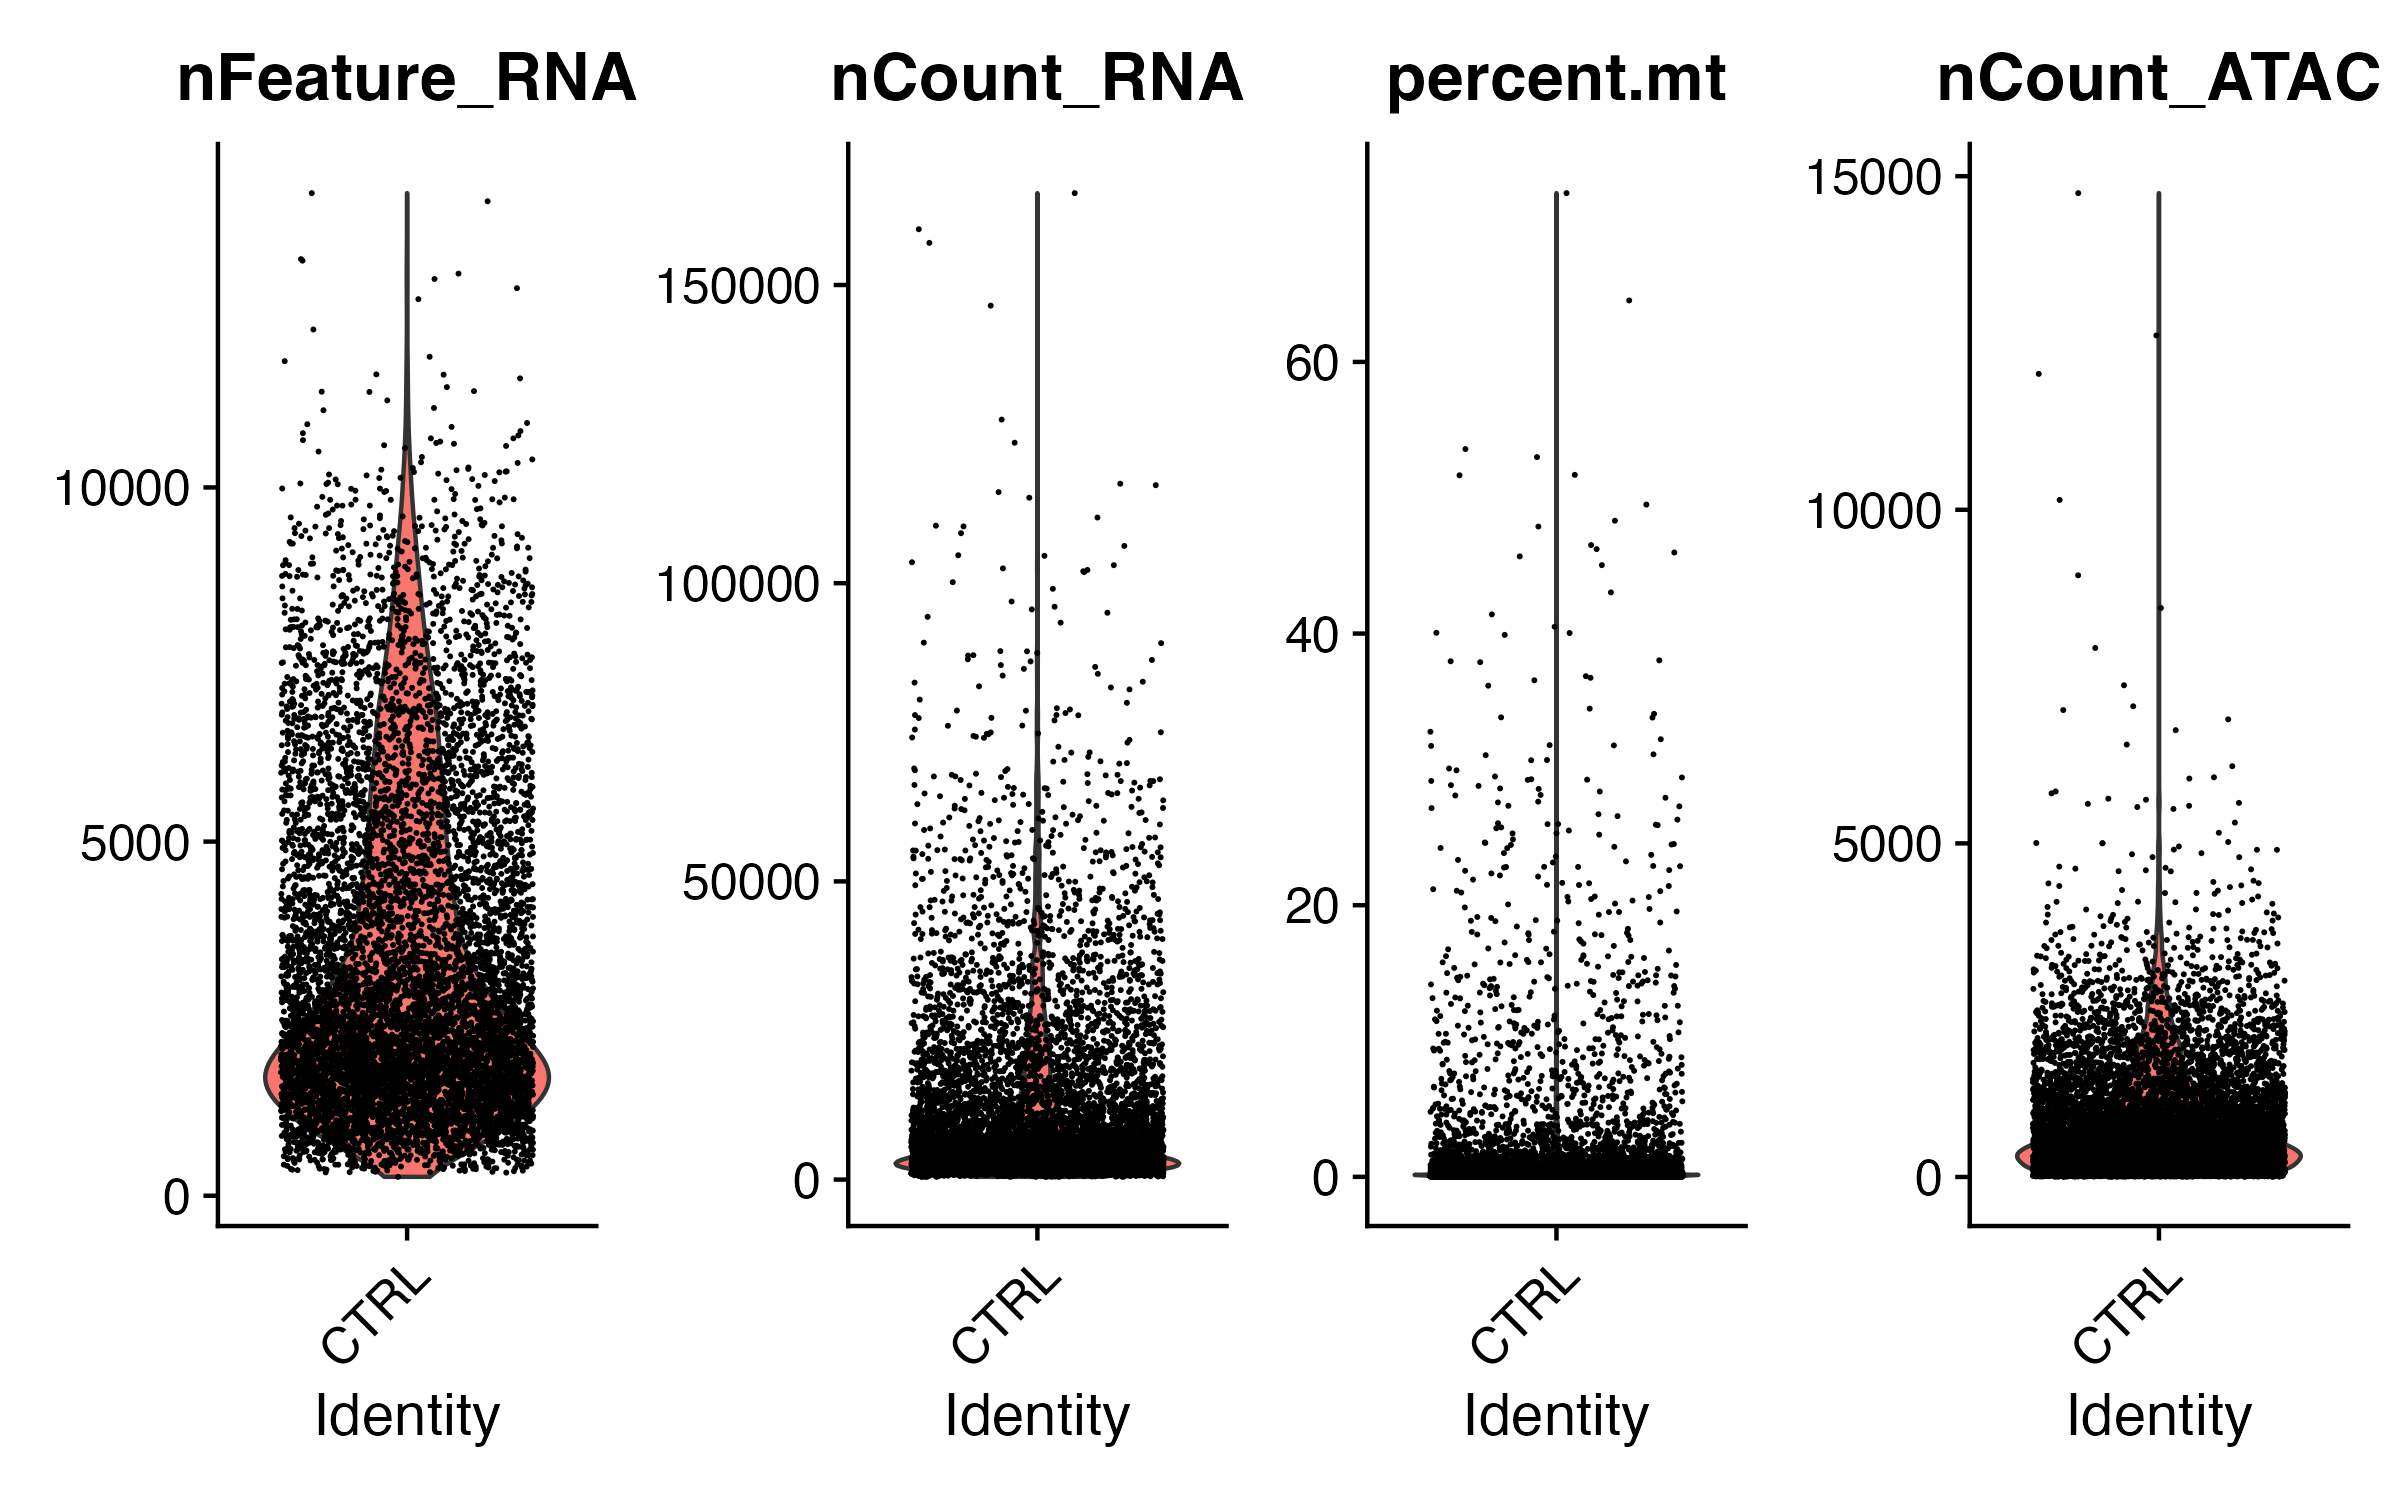 nFeature_RNA
10000
5000
0
CTRL
Identity
nCount_RNA
150000
100000
50000
0
CTRL
Identity
percent.mt
60
40
20
0
CTRL
Identity
nCount_ATAC
15000
10000
5000
0
CTRL
Identity